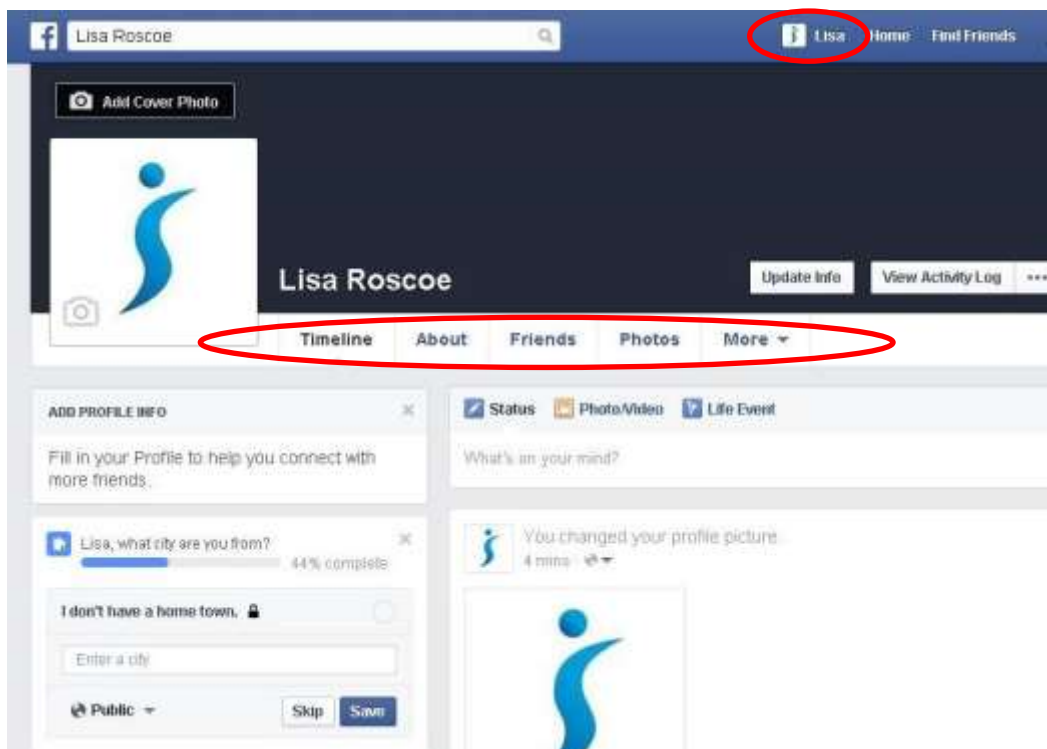 f Lisa Roscoe Lisa Home Find Friends
Add Cover Photo
Lisa Roscoe
Update Info View Activity Log ...
Timeline About Friends Photos More
ADD PROFILE INFO
Fill in your Profile to help you connect with
more friends.
Lisa, what city are you from?
44% complete
I don't have a home town.
Enter a city
Public Skip Save
Status Photo/Video Life Event
What's on your mind?
You changed your profile picture.
4 mins